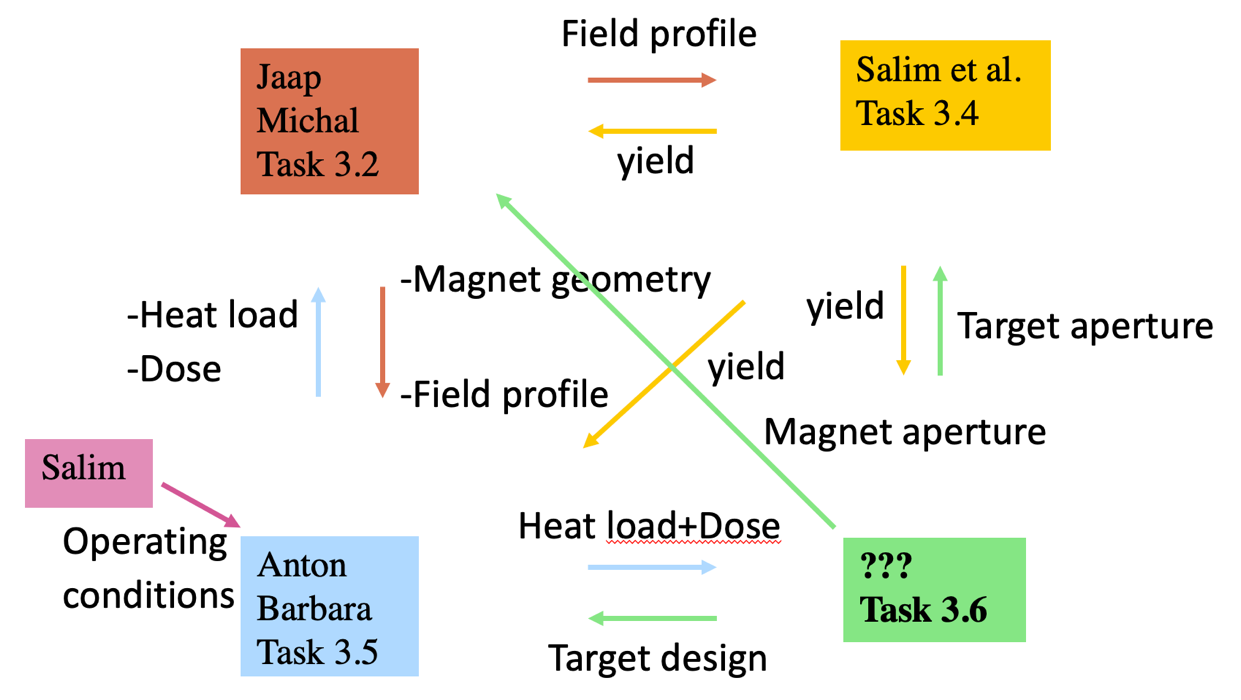 Field profile
Jaap
Michal
Task 3.2
Salim et al.
Task 3.4
yield
-Magnet geometry
-Heat load
-Dose
yield
Target aperture
yield
-Field profile
Magnet aperture
Salim
Operating
conditions
Heat load+Dose
Anton
Barbara
Task 3.5
???
Task 3.6
Target design